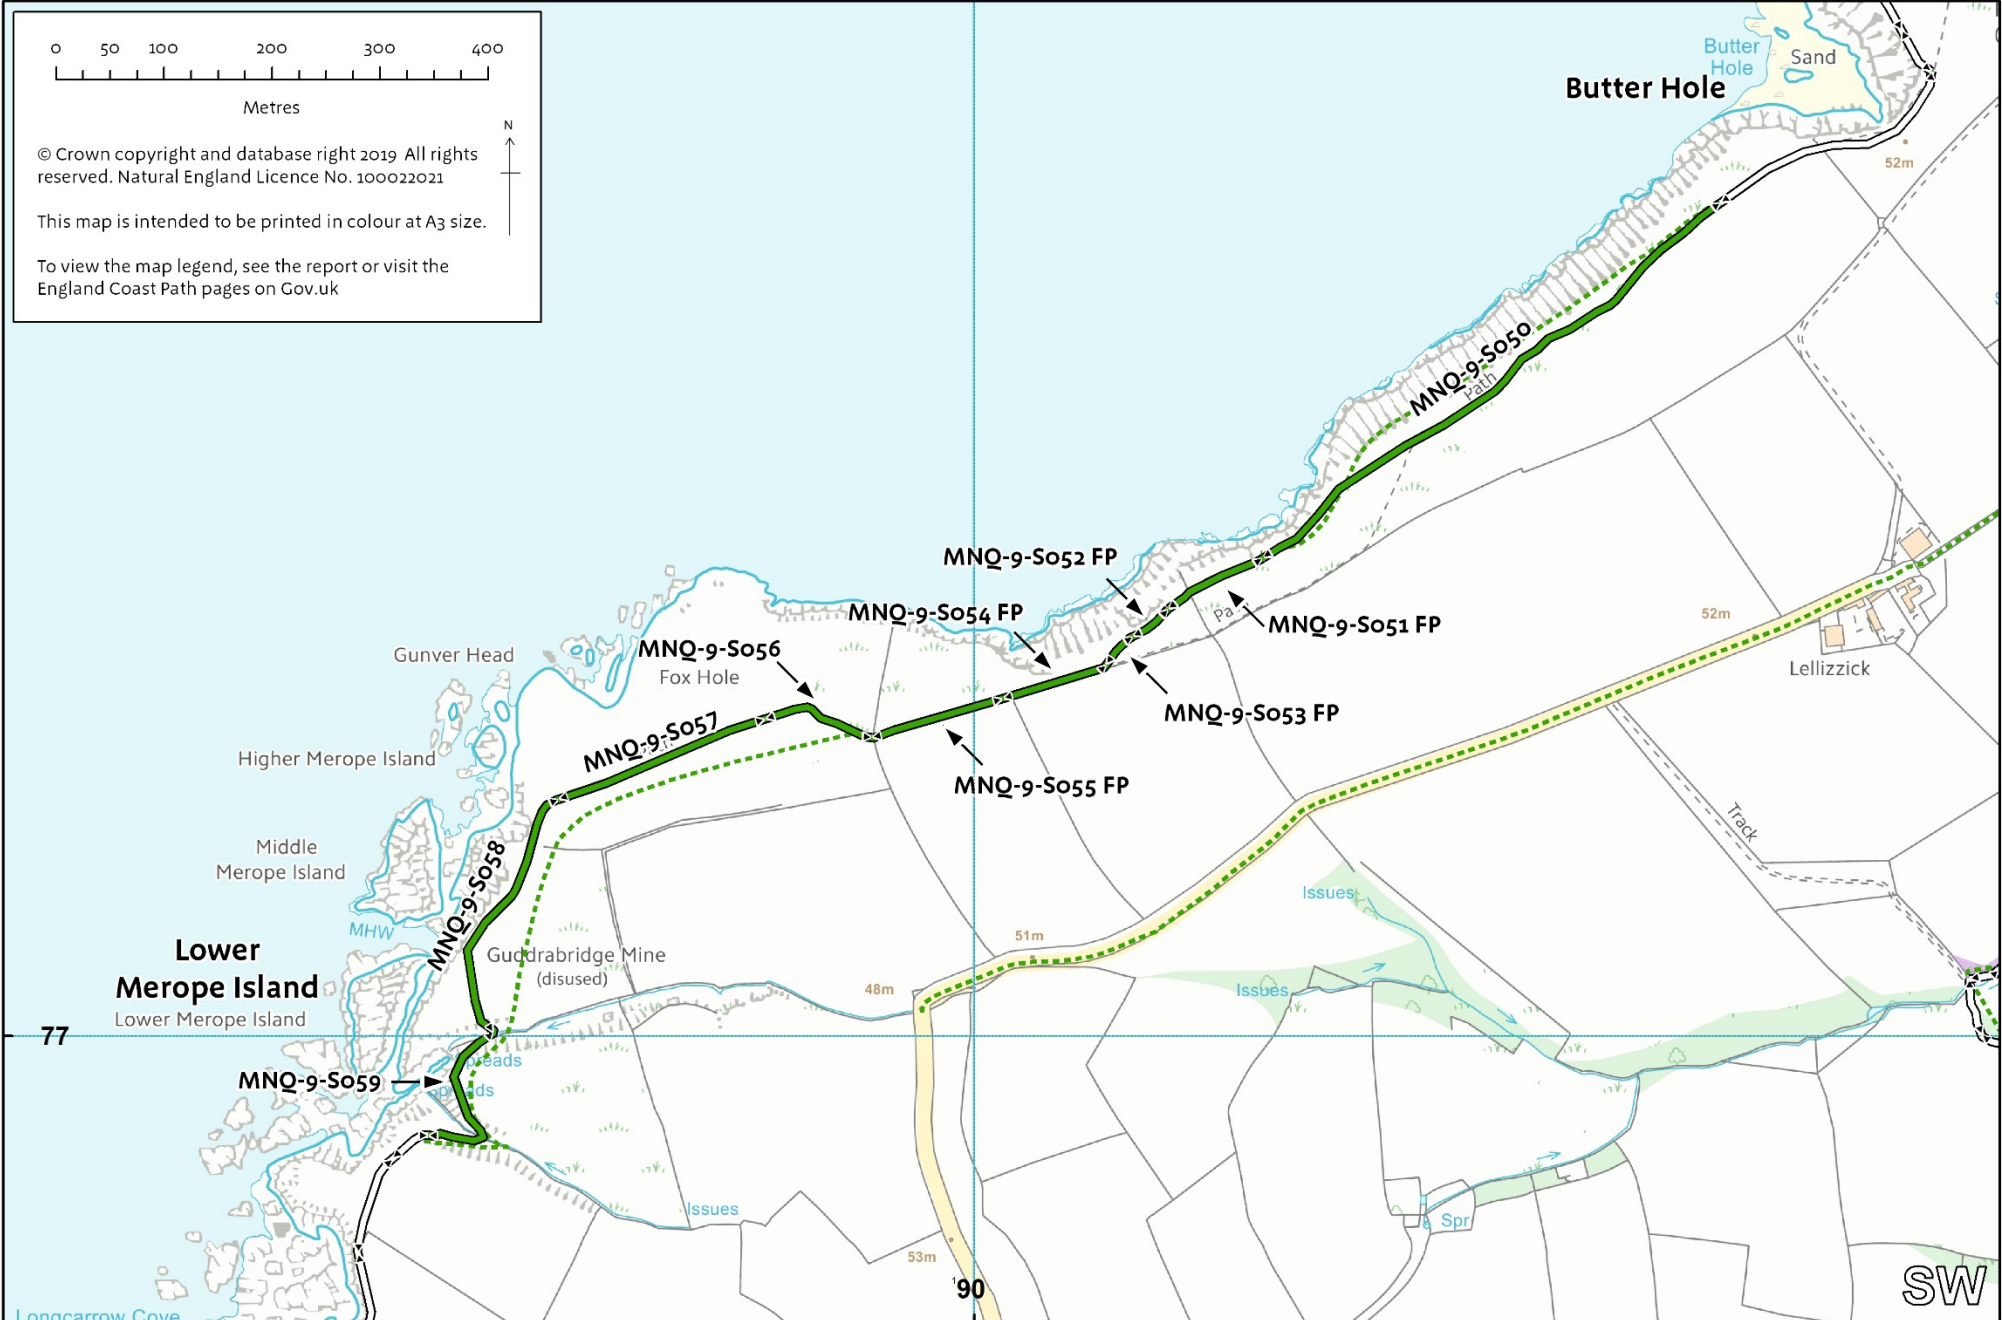 0 50 100 200 300 400
Metres
N
© Crown copyright and database right 2019 All rights
reserved. Natural England Licence No. 100022021
This map is intended to be printed in colour at A3 size.
To view the map legend, see the report or visit the
England Coast Path pages on Gov.uk
Butter
Hole
Sand
Butter Hole
52m
MNQ-9-S050
Path
MNQ-9-S052 FP
MNQ-9-S054 FP
MNQ-9-S051 FP
52m
MNQ-9-S056
Gunver Head
Fox Hole
Lellizzick
MNQ-9-S053 FP
MNQ-9-S057
Higher Merope Island
MNQ-9-S055 FP
Track
Middle
Merope Island
MNQ-9-S058
Issues
MHW
51m
Lower
Merope Island
Lower Merope Island
Guddrabridge Mine
(disused)
48m
Issues
77
Spreads
MNQ-9-S059
Issues
Spr
53m
190
SW
Longcarrow Cove